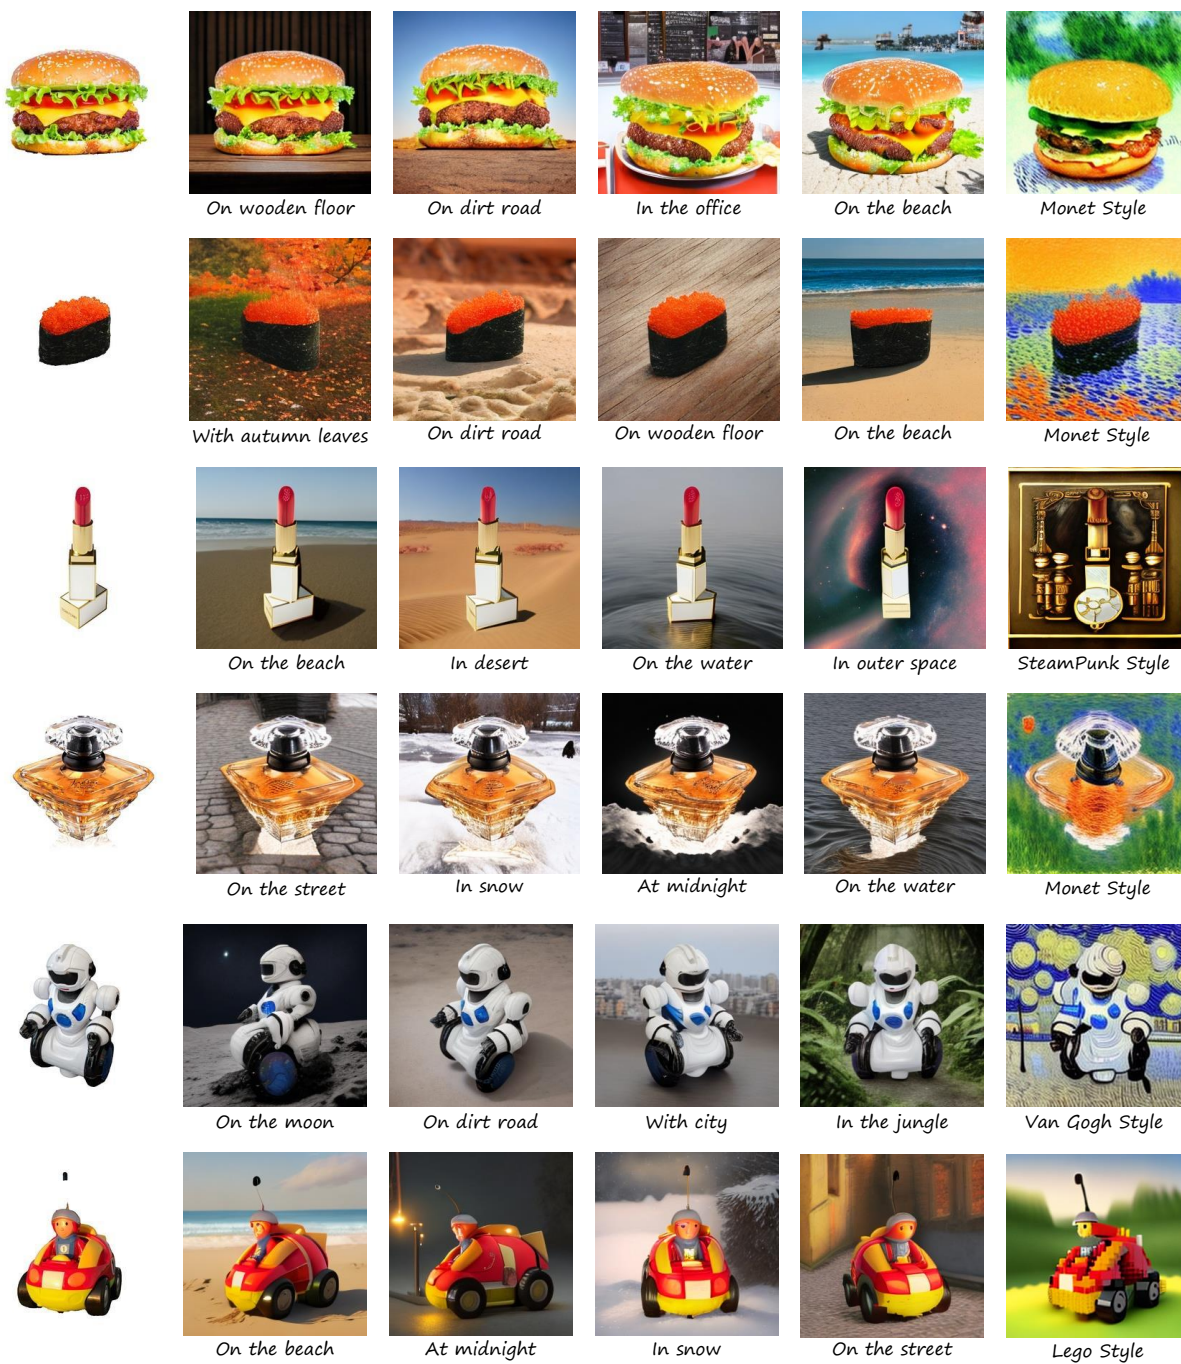 On wooden floor
On dirt road
In the office
On the beach
Monet Style
With autumn leaves
On dirt road
On wooden floor
On the beach
Monet Style
On the beach
In desert
On the water
In outer space
SteamPunk Style
On the street
In snow
At midnight
On the water
Monet Style
On the moon
On dirt road
With city
In the jungle
Van Gogh Style
On the beach
At midnight
In snow
On the street
Lego Style